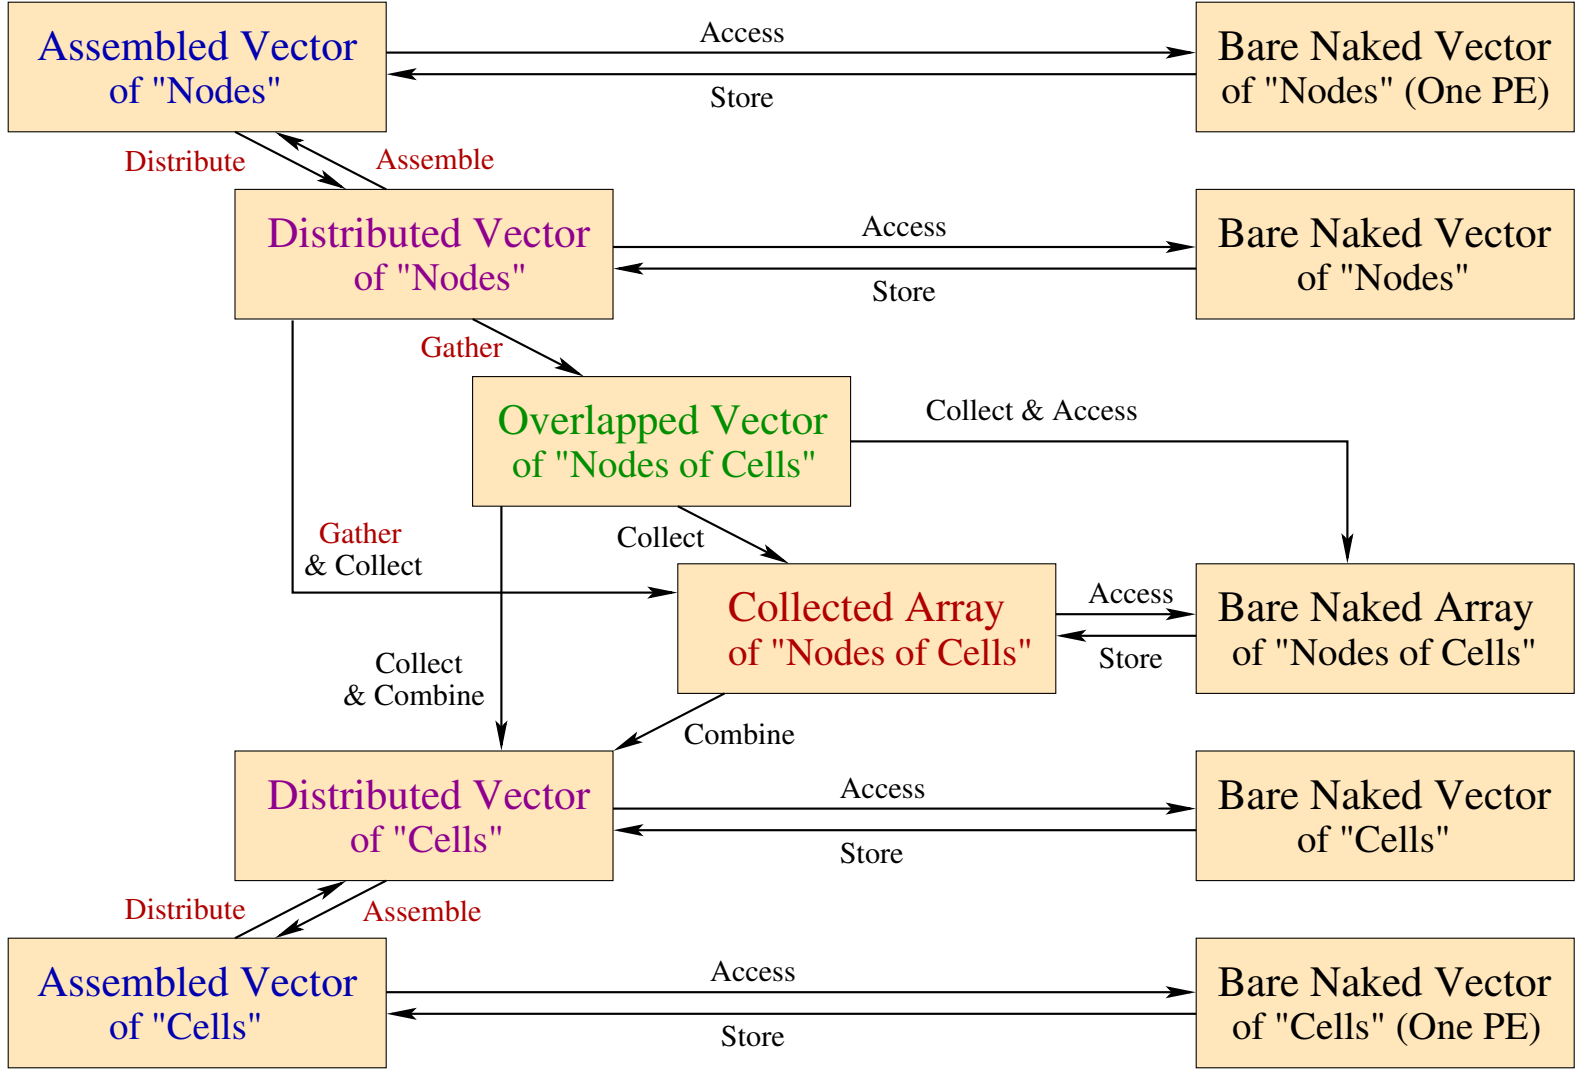 Assembled Vector
of "Nodes"
Access
Store
Bare Naked Vector
of "Nodes" (One PE)
Distribute
Assemble
Distributed Vector
of "Nodes"
Access
Store
Bare Naked Vector
of "Nodes"
Gather
Overlapped Vector
of "Nodes of Cells"
Collect & Access
Gather
& Collect
Collect
Collected Array
of "Nodes of Cells"
Access
Store
Bare Naked Array
of "Nodes of Cells"
Collect
& Combine
Combine
Distributed Vector
of "Cells"
Access
Store
Bare Naked Vector
of "Cells"
Distribute
Assemble
Assembled Vector
of "Cells"
Access
Store
Bare Naked Vector
of "Cells" (One PE)